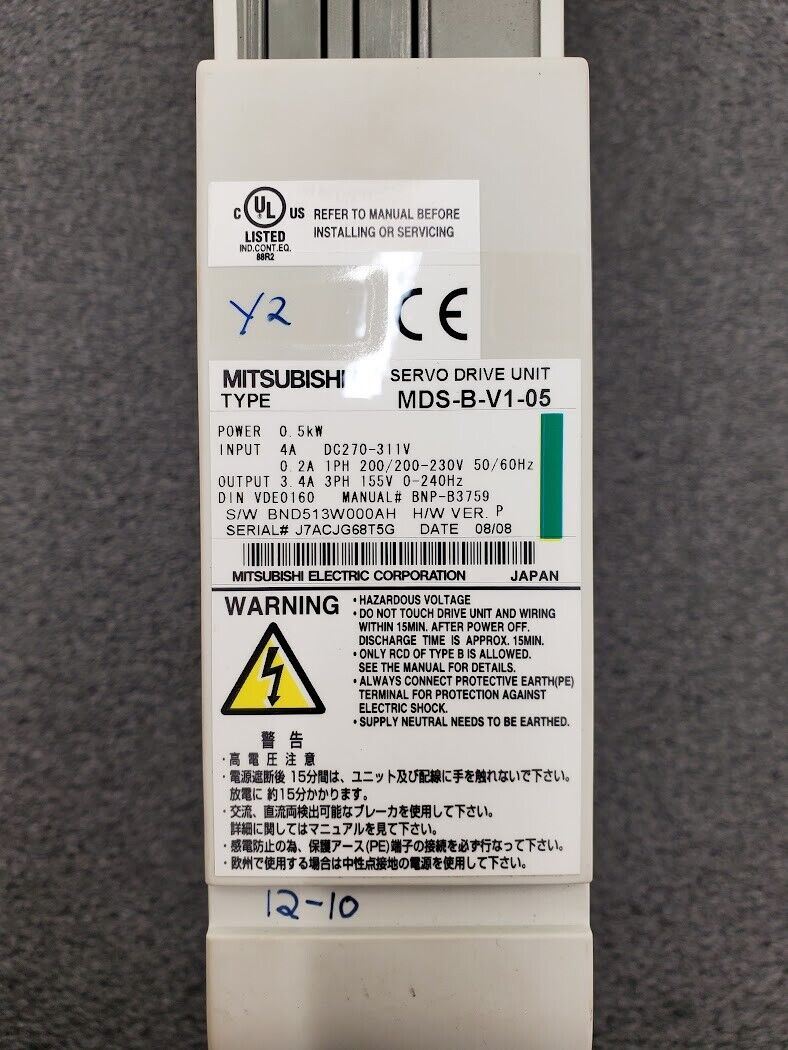 C UL US
LISTED
IND.CONT.EQ.
88R2
REFER TO MANUAL BEFORE
INSTALLING OR SERVICING
Y2
CE
MITSUBISHI SERVO DRIVE UNIT
TYPE MDS-B-V1-05
POWER 0.5kW
INPUT 4A DC270-311V
0.2A 1PH 200/200-230V 50/60Hz
OUTPUT 3.4A 3PH 155V 0-240Hz
DIN VDE0160 MANUAL# BNP-B3759
S/W BND513W000AH H/W VER. P
SERIAL# J7ACJG68T5G DATE 08/08
MITSUBISHI ELECTRIC CORPORATION JAPAN
WARNING
・HAZARDOUS VOLTAGE
・DO NOT TOUCH DRIVE UNIT AND WIRING
WITHIN 15MIN. AFTER POWER OFF.
DISCHARGE TIME IS APPROX. 15MIN.
・ONLY RCD OF TYPE B IS ALLOWED.
SEE THE MANUAL FOR DETAILS.
・ALWAYS CONNECT PROTECTIVE EARTH(PE)
TERMINAL FOR PROTECTION AGAINST
ELECTRIC SHOCK.
・SUPPLY NEUTRAL NEEDS TO BE EARTHED.
警告
・高電圧注意
・電源遮断後 15分間は、ユニット及び配線に手を触れないで下さい。
放電に 約15分かかります。
・交流、直流両検出可能なブレーカを使用して下さい。
詳細に関してはマニュアルを見て下さい。
・感電防止の為、保護アース(PE)端子の接続を必ず行なって下さい。
・欧州で使用する場合は中性点接地の電源を使用して下さい。
12-10